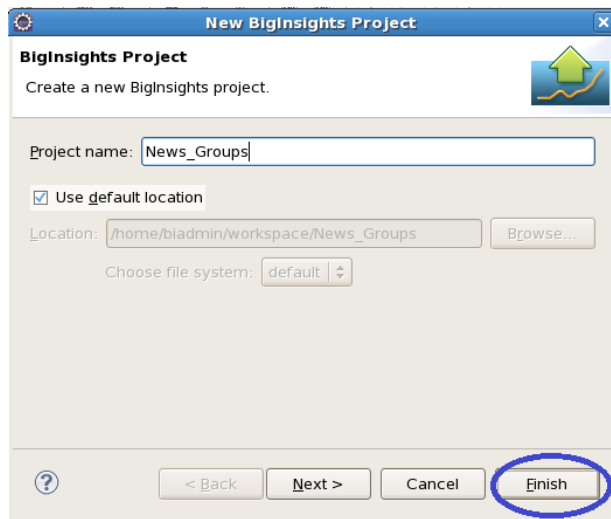 New BigInsights Project
BigInsights Project
Create a new BigInsights project.
Project name: News_Groups
Use default location
Location: /home/biadmin/workspace/News_Groups Browse...
Choose file system: default
? < Back Next > Cancel Finish